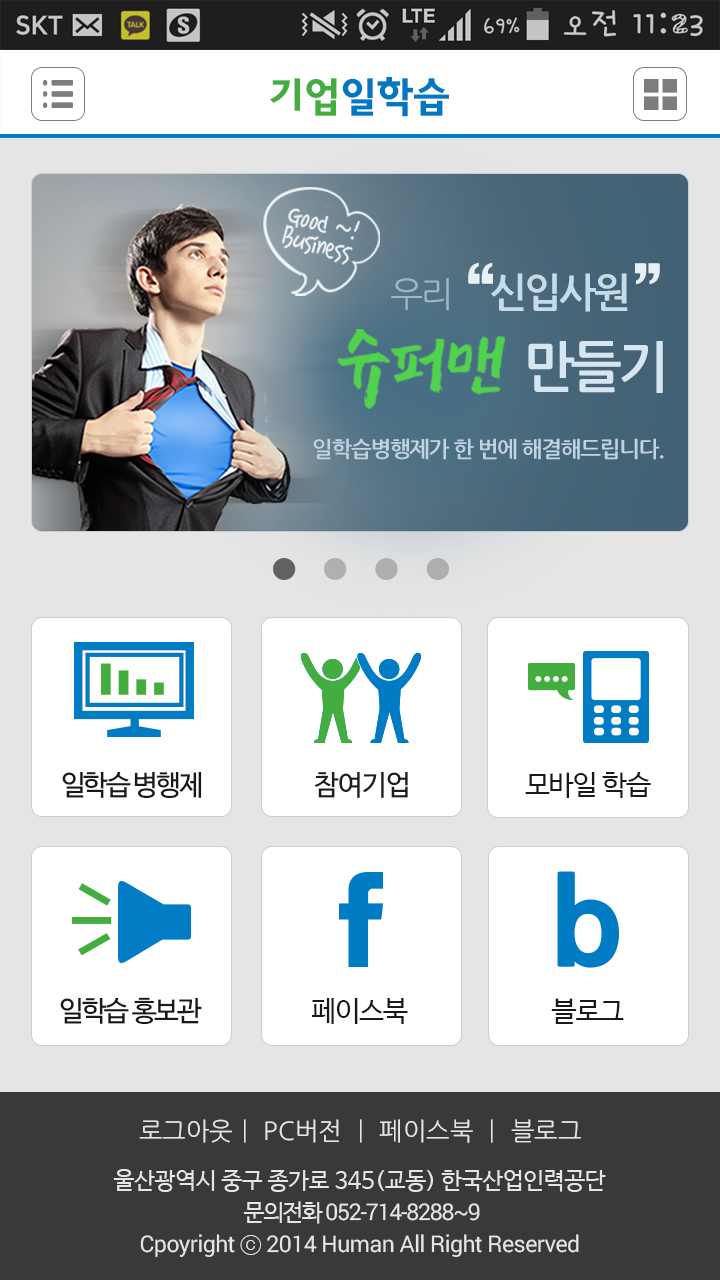 SKT TALK S LTE 69% 오전 11:23
기업일학습
Good ~!
Business
우리 “신입사원”
슈퍼맨 만들기
일학습병행제가 한 번에 해결해드립니다.
일학습 병행제
참여기업
모바일 학습
일학습 홍보관
페이스북
블로그
로그아웃 | PC버전 | 페이스북 | 블로그
울산광역시 중구 종가로 345(교동) 한국산업인력공단
문의전화 052-714-8288~9
Cpoyright ⓒ 2014 Human All Right Reserved